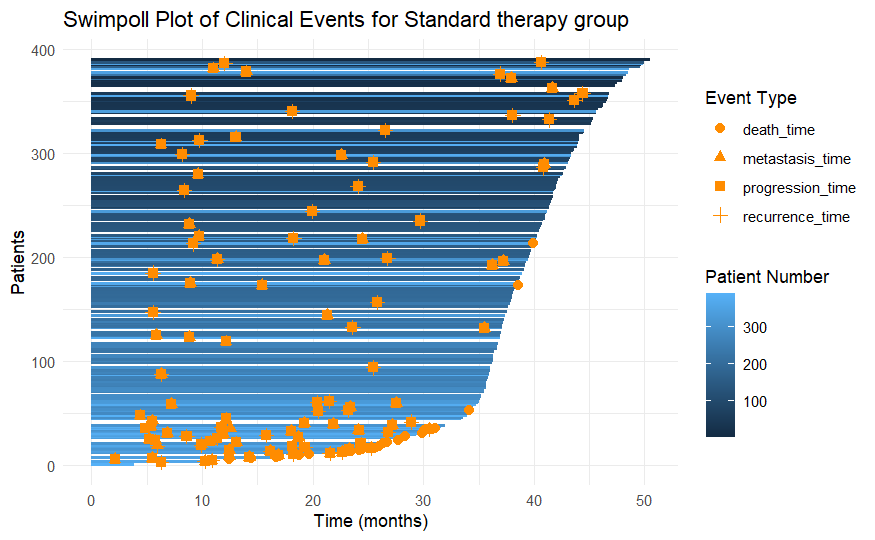 Swimpoll Plot of Clinical Events for Standard therapy group
Patients
400
300
200
100
0
0 10 20 30 40 50
Time (months)
Event Type
death_time
metastasis_time
progression_time
recurrence_time
Patient Number
300
200
100